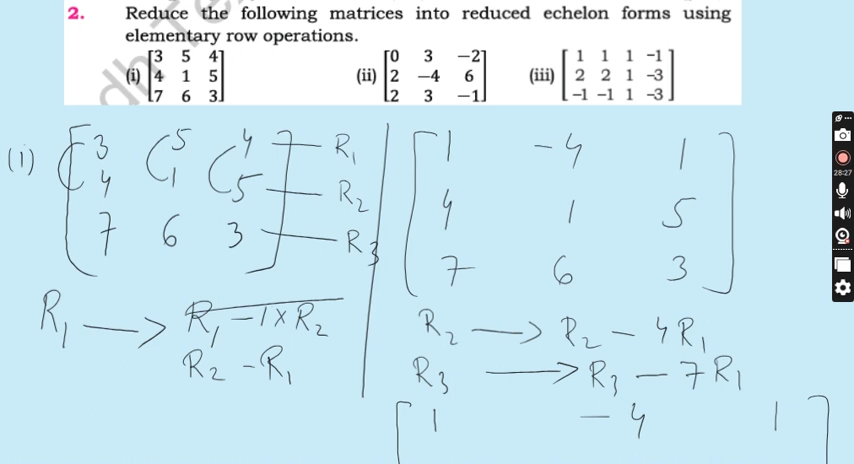 2. Reduce the following matrices into reduced echelon forms using
elementary row operations.
(i) [3 5 4] (ii) [0 3 -2] (iii) [1 1 1 -1]
[4 1 5] [2 -4 6] [2 2 1 -3]
[7 6 3] [2 3 -1] [-1 -1 1 -3]
(i) [3 5 4] — R₁
[4 1 5] — R₂
[7 6 3] — R₃
R₁ → R₁ - 1 × R₂
R₂ - R₁
[1 -4 1]
[4 1 5]
[7 6 3]
R₂ → R₂ - 4R₁
R₃ → R₃ - 7R₁
[1 -4 1]
28:27